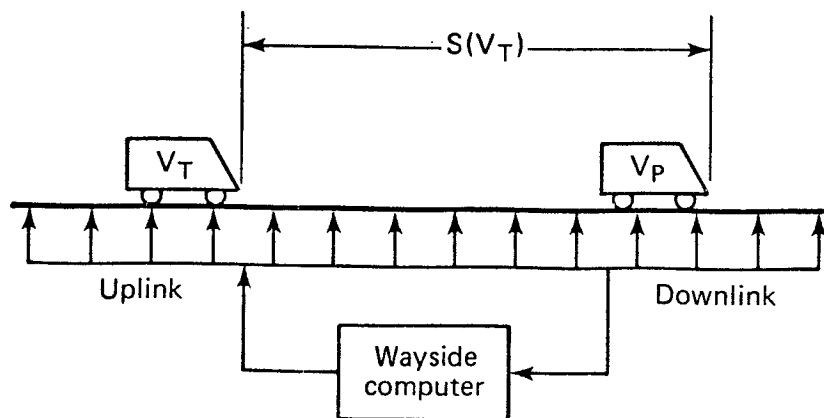 S(V_T)
V_T
V_P
Uplink
Downlink
Wayside
computer